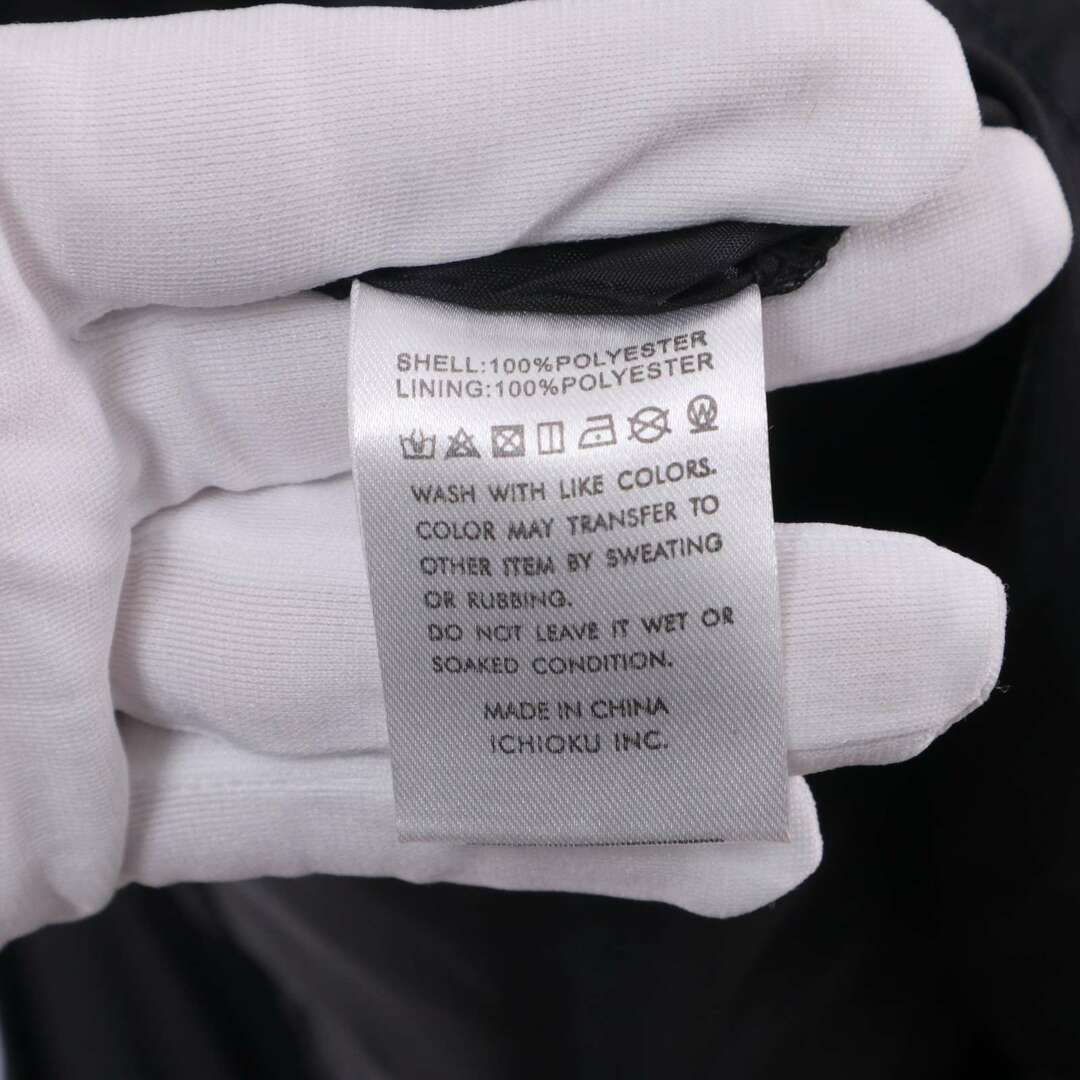 SHELL:100%POLYESTER
LINING:100%POLYESTER
W
WASH WITH LIKE COLORS.
COLOR MAY TRANSFER TO
OTHER ITEM BY SWEATING
OR RUBBING.
DO NOT LEAVE IT WET OR
SOAKED CONDITION.
MADE IN CHINA
ICHIOKU INC.